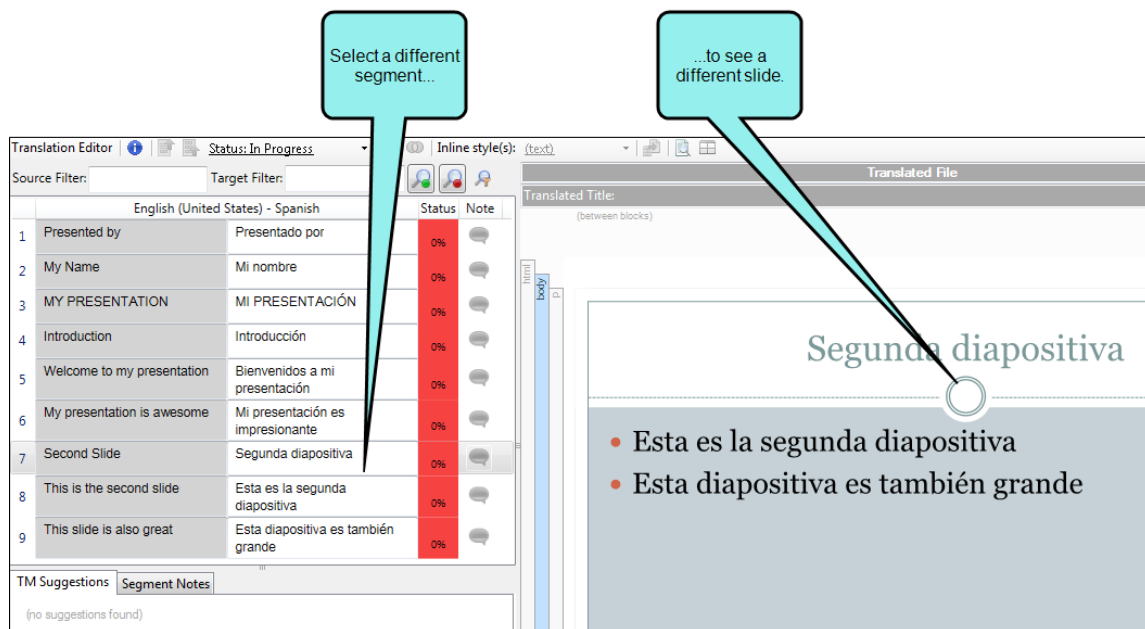 Select a different
segment...
...to see a
different slide.
Translation Editor
Status: In Progress
Inline style(s):
(text)
Source Filter:
Target Filter:
Translated File
Translated Title:
English (United States) - Spanish
Status
Note
(between blocks)
1
Presented by
Presentado por
0%
2
My Name
Mi nombre
0%
3
MY PRESENTATION
MI PRESENTACIÓN
0%
4
Introduction
Introducción
0%
5
Welcome to my presentation
Bienvenidos a mi
presentación
0%
6
My presentation is awesome
Mi presentación es
impresionante
0%
7
Second Slide
Segunda diapositiva
0%
8
This is the second slide
Esta es la segunda
diapositiva
0%
9
This slide is also great
Esta diapositiva es también
grande
0%
TM Suggestions
Segment Notes
(no suggestions found)
html
body
p
Segunda diapositiva
• Esta es la segunda diapositiva
• Esta diapositiva es también grande